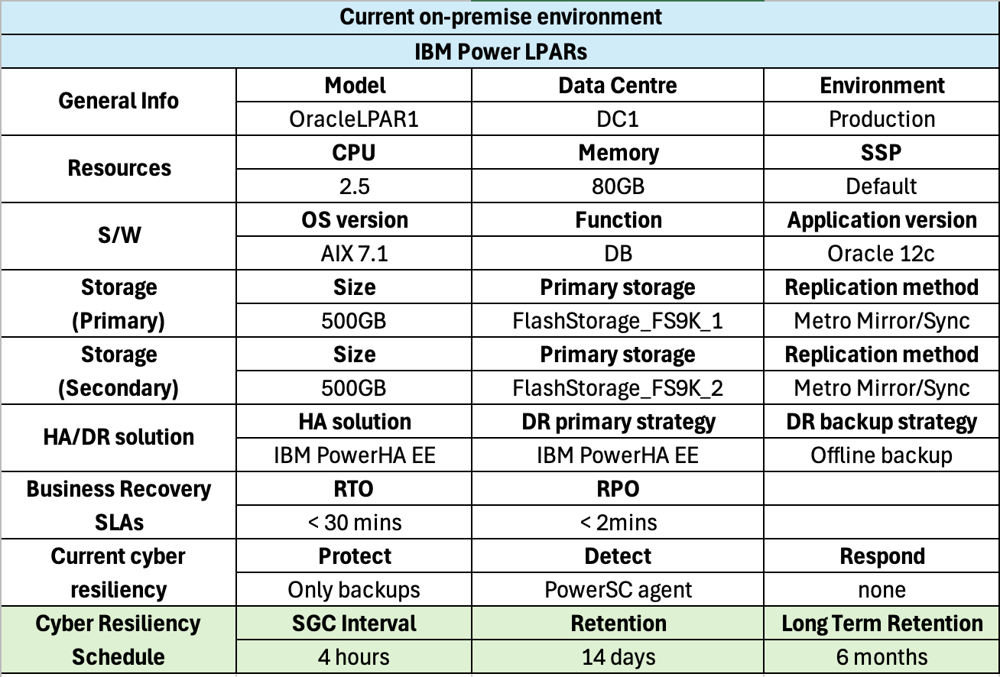 Current on-premise environment
IBM Power LPARs
General Info
Model
Data Centre
Environment
OracleLPAR1
DC1
Production
Resources
CPU
Memory
SSP
2.5
80GB
Default
S/W
OS version
Function
Application version
AIX 7.1
DB
Oracle 12c
Storage
(Primary)
Size
Primary storage
Replication method
500GB
FlashStorage_FS9K_1
Metro Mirror/Sync
Storage
(Secondary)
Size
Primary storage
Replication method
500GB
FlashStorage_FS9K_2
Metro Mirror/Sync
HA/DR solution
HA solution
DR primary strategy
DR backup strategy
IBM PowerHA EE
IBM PowerHA EE
Offline backup
Business Recovery
SLAs
RTO
RPO
< 30 mins
< 2mins
Current cyber
resiliency
Protect
Detect
Respond
Only backups
PowerSC agent
none
Cyber Resiliency
Schedule
SGC Interval
Retention
Long Term Retention
4 hours
14 days
6 months